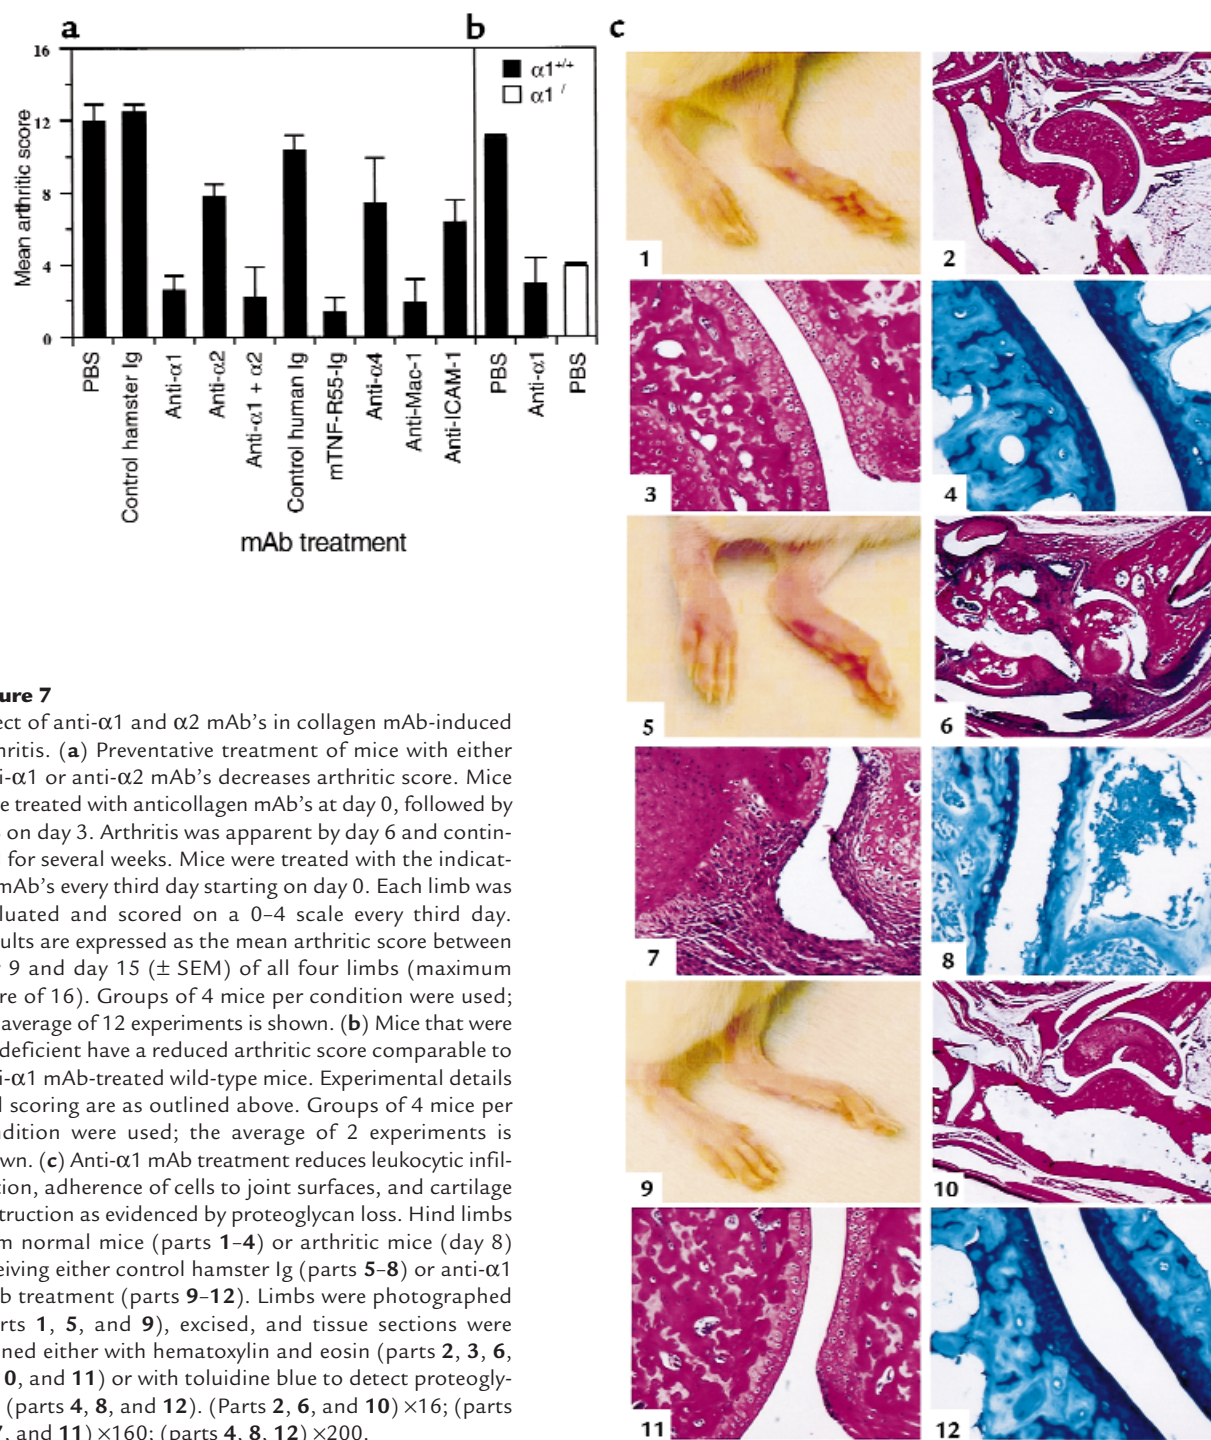 a
b
c
16
12
8
4
0
Mean arthritic score
α1+/+
α1-/
PBS
Control hamster Ig
Anti-α1
Anti-α2
Anti-α1 + α2
Control human Ig
mTNF-R55-Ig
Anti-α4
Anti-Mac-1
Anti-ICAM-1
PBS
Anti-α1
PBS
mAb treatment
1
2
3
4
5
6
7
8
9
10
11
12
ure 7
ect of anti-α1 and α2 mAb's in collagen mAb-induced
hritis. (a) Preventative treatment of mice with either
i-α1 or anti-α2 mAb's decreases arthritic score. Mice
e treated with anticollagen mAb's at day 0, followed by
on day 3. Arthritis was apparent by day 6 and contin-
for several weeks. Mice were treated with the indicat-
mAb's every third day starting on day 0. Each limb was
luated and scored on a 0–4 scale every third day.
ults are expressed as the mean arthritic score between
9 and day 15 (± SEM) of all four limbs (maximum
re of 16). Groups of 4 mice per condition were used;
average of 12 experiments is shown. (b) Mice that were
deficient have a reduced arthritic score comparable to
i-α1 mAb-treated wild-type mice. Experimental details
l scoring are as outlined above. Groups of 4 mice per
dition were used; the average of 2 experiments is
wn. (c) Anti-α1 mAb treatment reduces leukocytic infil-
tion, adherence of cells to joint surfaces, and cartilage
truction as evidenced by proteoglycan loss. Hind limbs
m normal mice (parts 1–4) or arthritic mice (day 8)
eiving either control hamster Ig (parts 5–8) or anti-α1
b treatment (parts 9–12). Limbs were photographed
rts 1, 5, and 9), excised, and tissue sections were
ned either with hematoxylin and eosin (parts 2, 3, 6,
0, and 11) or with toluidine blue to detect proteogly-
(parts 4, 8, and 12). (Parts 2, 6, and 10) ×16; (parts
7, and 11) ×160; (parts 4, 8, 12) ×200.